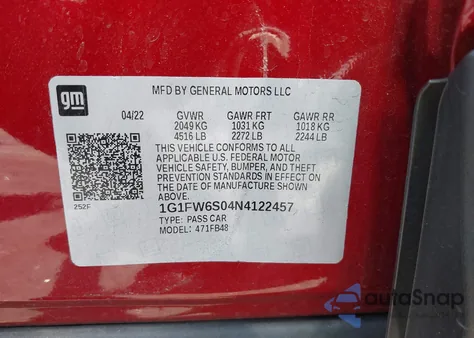 MFD BY GENERAL MOTORS LLC
gm
04/22 GVWR GAWR FRT GAWR RR
2049 KG 1031 KG 1018 KG
4516 LB 2272 LB 2244 LB
THIS VEHICLE CONFORMS TO ALL
APPLICABLE U.S. FEDERAL MOTOR
VEHICLE SAFETY, BUMPER, AND THEFT
PREVENTION STANDARDS IN EFFECT ON THE
DATE OF MANUFACTURE SHOWN
ABOVE.
252F
1G1FW6S04N4122457
TYPE: PASS CAR
MODEL: 471FB48
autoSnap